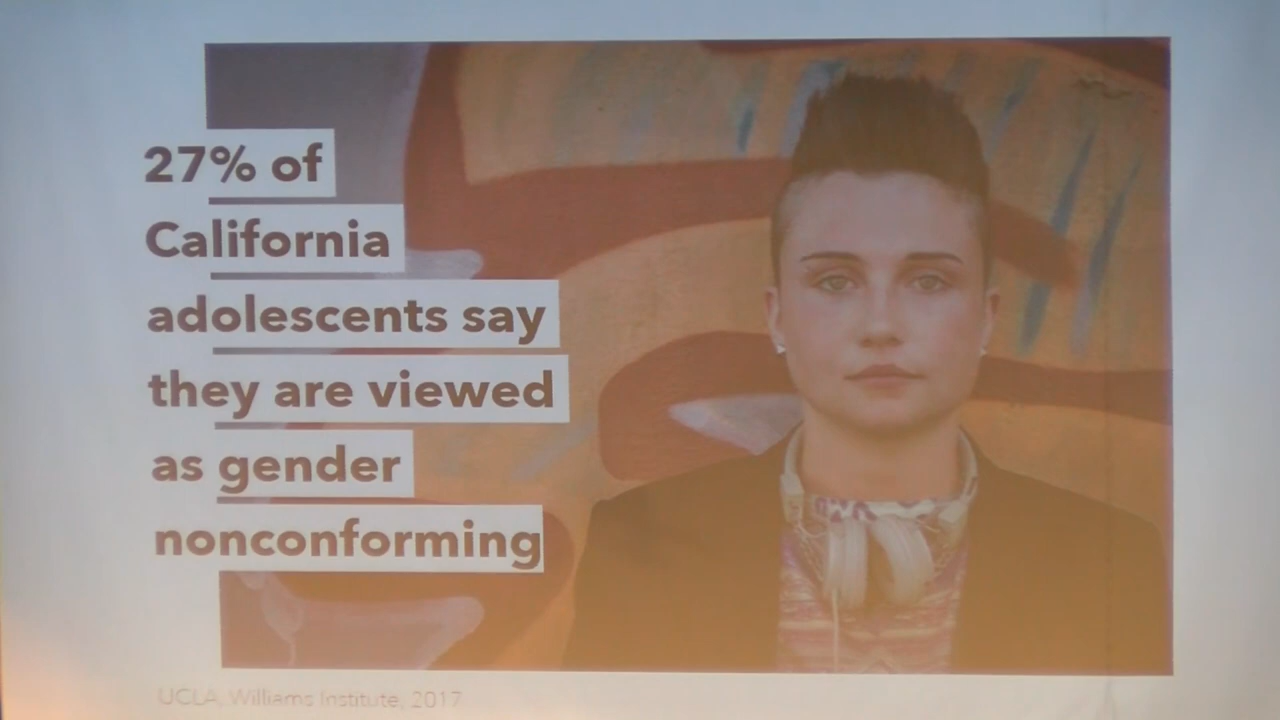 27% of
California
adolescents say
they are viewed
as gender
nonconforming
UCLA, Williams Institute, 2017